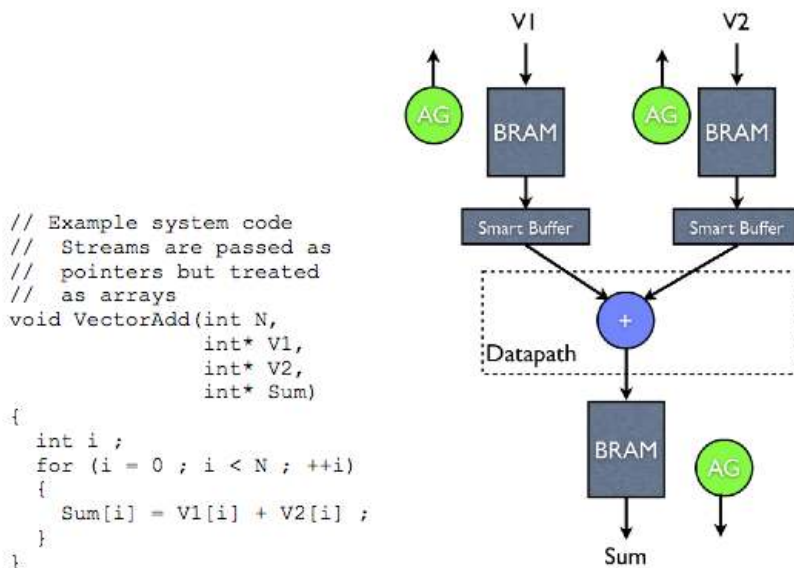 // Example system code
//  Streams are passed as
//  pointers but treated
//  as arrays
void VectorAdd(int N,
               int* V1,
               int* V2,
               int* Sum)
{
  int i ;
  for (i = 0 ; i < N ; ++i)
  {
    Sum[i] = V1[i] + V2[i] ;
  }
}
V1
V2
AG
BRAM
AG
BRAM
Smart Buffer
Smart Buffer
+
Datapath
BRAM
AG
Sum